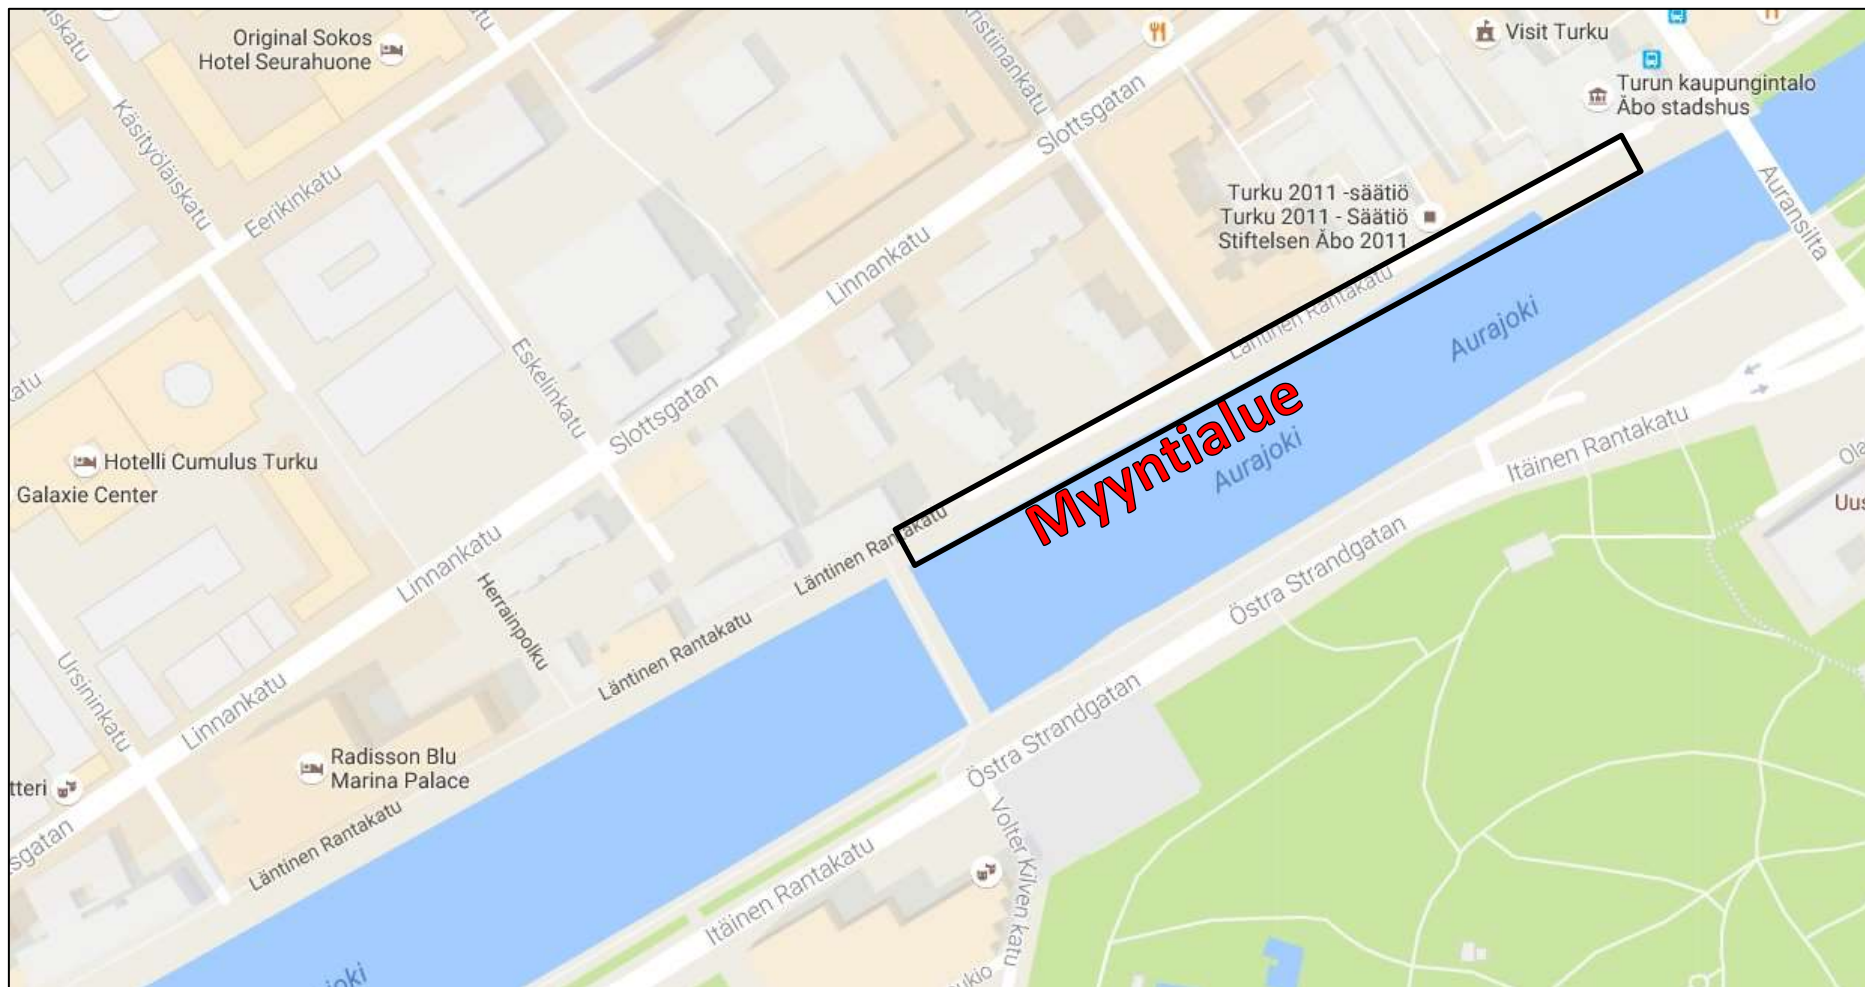 Original Sokos
Hotel Seurahuone
Visit Turku
Turun kaupungintalo
Åbo stadshus
Käsityöläiskatu
Eerikinkatu
Slottsgatan
Turku 2011 -säätiö
Turku 2011 - Säätiö
Stiftelsen Åbo 2011
Auransilta
Linnankatu
Läntinen Rantakatu
Aurajoki
Eskelinkatu
Slottsgatan
Myyntialue
Aurajoki
Itäinen Rantakatu
Hotelli Cumulus Turku
Galaxie Center
Linnankatu
Läntinen Rantakatu
Läntinen Rantakatu
Östra Strandgatan
Herrainpolku
Ursininkatu
Linnankatu
Östra Strandgatan
Radisson Blu
Marina Palace
Läntinen Rantakatu
Volter Kilven katu
Itäinen Rantakatu